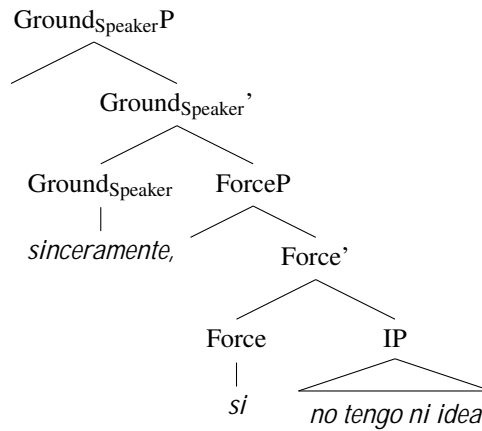 Ground_Speaker P
Ground_Speaker'
Ground_Speaker ForceP
sinceramente,
Force'
Force IP
si
no tengo ni idea